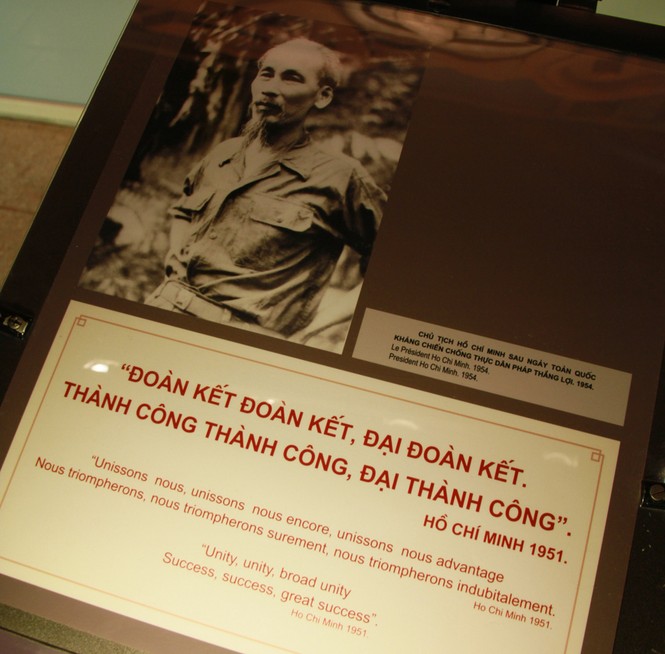 CHỦ TỊCH HỒ CHÍ MINH SAU NGÀY TOÀN QUỐC
KHÁNG CHIẾN CHỐNG THỰC DÂN PHÁP THẮNG LỢI. 1954.
Le Président Ho Chi Minh. 1954.
President Ho Chi Minh. 1954.
“ĐOÀN KẾT ĐOÀN KẾT, ĐẠI ĐOÀN KẾT.
THÀNH CÔNG THÀNH CÔNG, ĐẠI THÀNH CÔNG”.
HỒ CHÍ MINH 1951.
“Unissons nous, unissons nous encore, unissons nous advantage
Nous triompherons, nous triompherons surement, nous triompherons indubitalement.
Ho Chi Minh 1951.
“Unity, unity, broad unity
Success, success, great success”.
Ho Chi Minh 1951